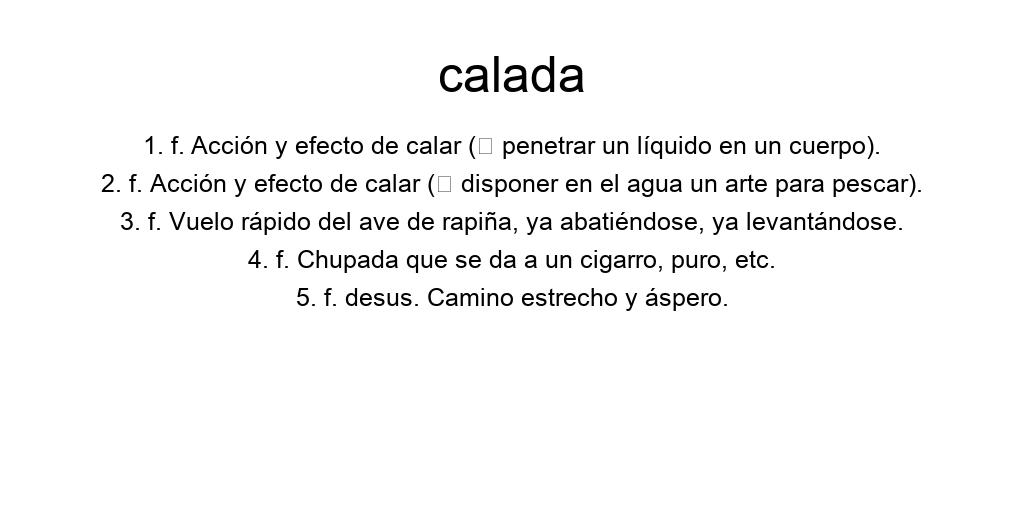 calada
1. f. Acción y efecto de calar (▯ penetrar un líquido en un cuerpo).
2. f. Acción y efecto de calar (▯ disponer en el agua un arte para pescar).
3. f. Vuelo rápido del ave de rapiña, ya abatiéndose, ya levantándose.
4. f. Chupada que se da a un cigarro, puro, etc.
5. f. desus. Camino estrecho y áspero.